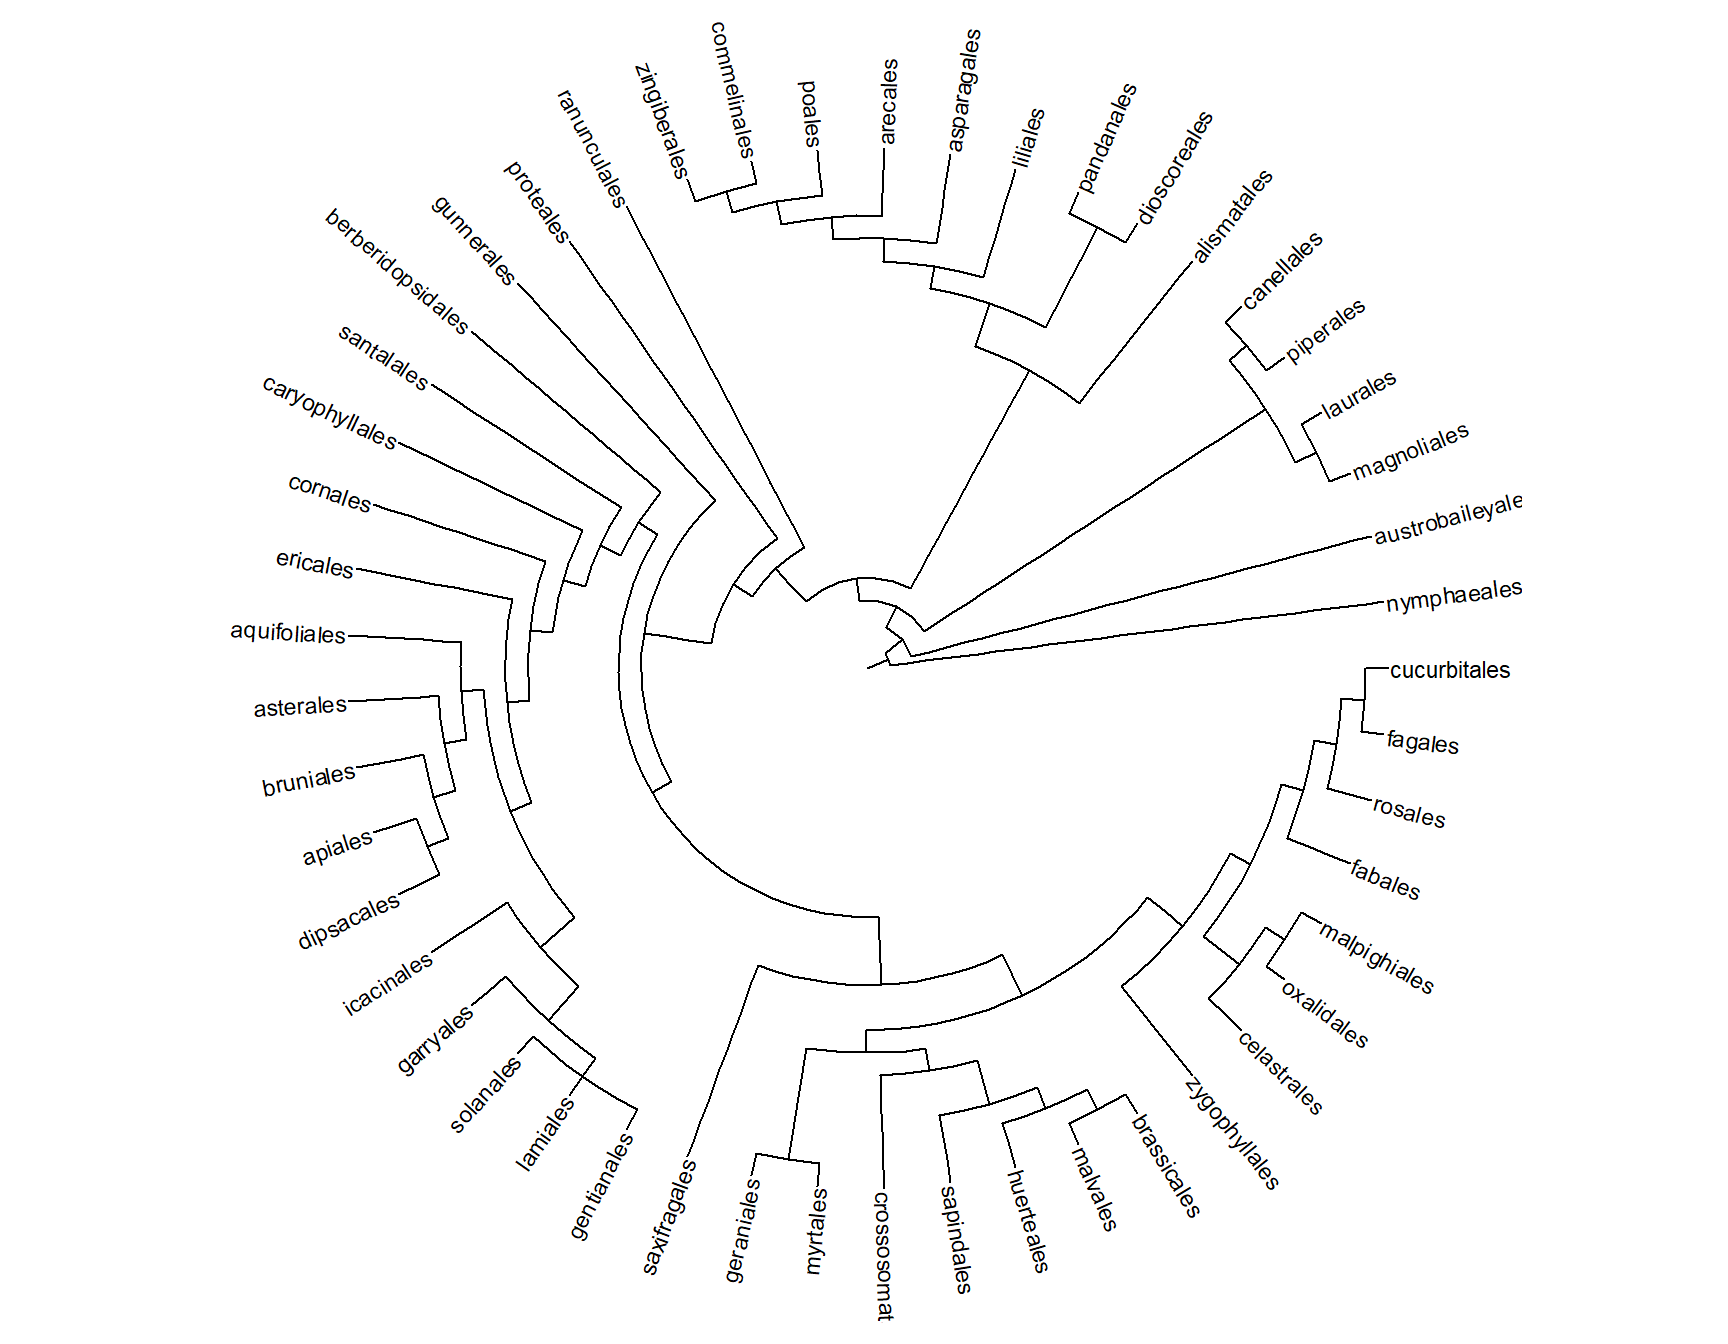 commelinales
zingiberales
poales
arecales
asparagales
liliales
pandanales
dioscoreales
alismatales
canellales
piperales
laurales
magnoliales
austrobaileyale
nymphaeales
cucurbitales
fagales
rosales
fabales
malpighiales
oxalidales
celastrales
zygophyllales
brassicales
malvales
huerteales
sapindales
crossosomat
myrtales
geraniales
saxifragales
gentianales
lamiales
solanales
garryales
icacinales
dipsacales
apiales
bruniales
asterales
aquifoliales
ericales
cornales
caryophyllales
santalales
berberidopsidales
gunnerales
proteales
ranunculales